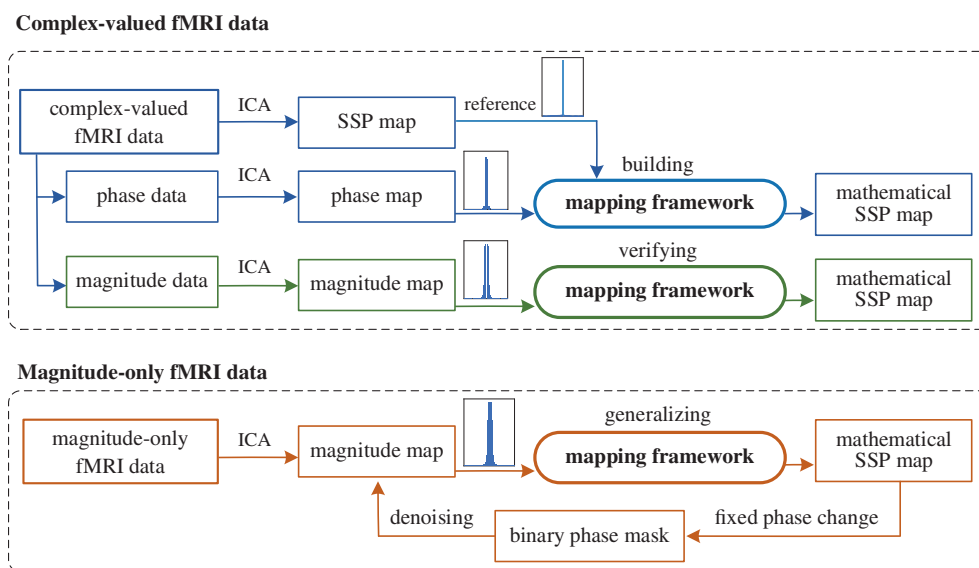 Complex-valued fMRI data
complex-valued
fMRI data
ICA
SSP map
reference
building
phase data
ICA
phase map
mapping framework
mathematical
SSP map
verifying
magnitude data
ICA
magnitude map
mapping framework
mathematical
SSP map
Magnitude-only fMRI data
magnitude-only
fMRI data
ICA
magnitude map
generalizing
mapping framework
mathematical
SSP map
denoising
binary phase mask
fixed phase change